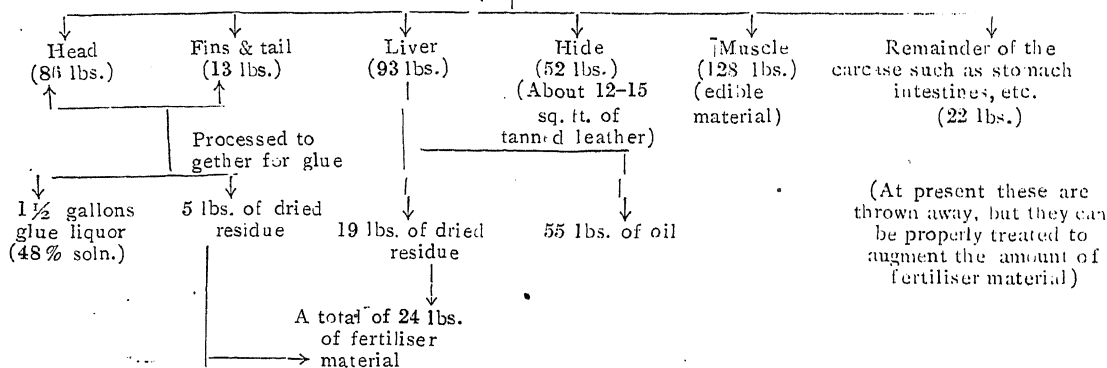 Head
(86 lbs.)
Fins & tail
(13 lbs.)
Liver
(93 lbs.)
Hide
(52 lbs.)
(About 12-15
sq. ft. of
tanned leather)
Muscle
(128 lbs.)
(edible
material)
Remainder of the
carcase such as stomach
intestines, etc.
(22 lbs.)
Processed to
gether for glue
1½ gallons
glue liquor
(48% soln.)
5 lbs. of dried
residue
19 lbs. of dried
residue
55 lbs. of oil
(At present these are
thrown away, but they can
be properly treated to
augment the amount of
fertiliser material)
A total of 24 lbs.
of fertiliser
material